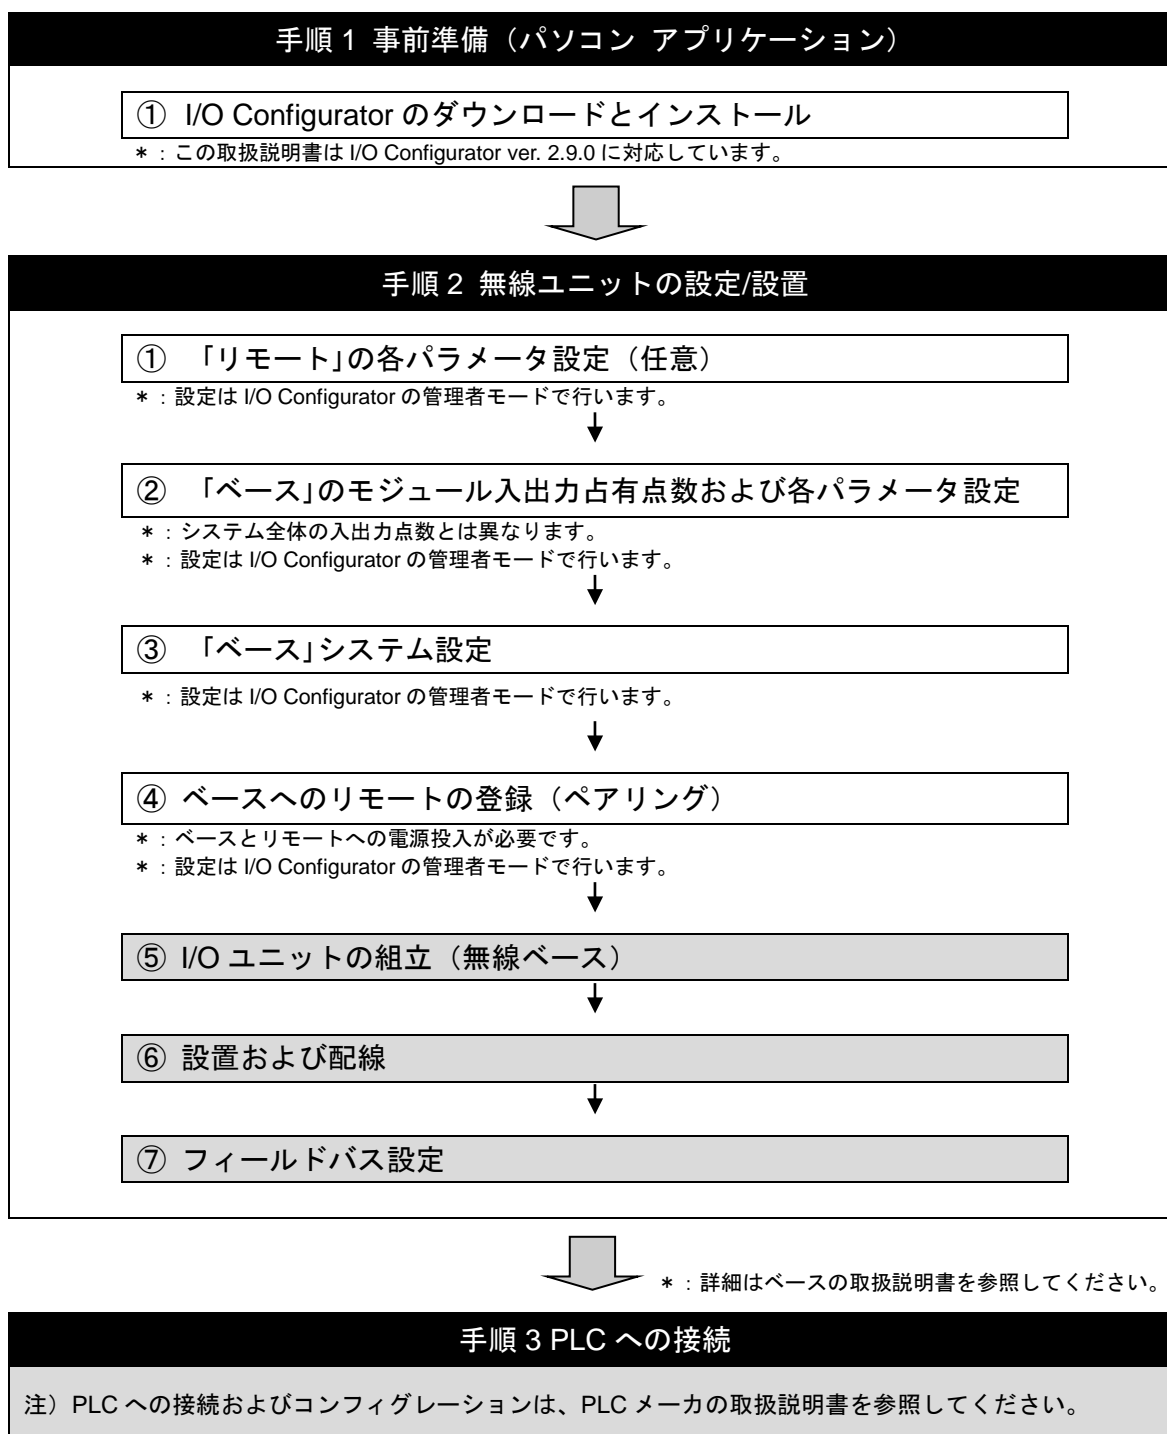 手順 1 事前準備（パソコン アプリケーション）
① I/O Configurator のダウンロードとインストール
＊：この取扱説明書は I/O Configurator ver. 2.9.0 に対応しています。
手順 2 無線ユニットの設定/設置
① 「リモート」の各パラメータ設定（任意）
＊：設定は I/O Configurator の管理者モードで行います。
② 「ベース」のモジュール入出力占有点数および各パラメータ設定
＊：システム全体の入出力点数とは異なります。
＊：設定は I/O Configurator の管理者モードで行います。
③ 「ベース」システム設定
＊：設定は I/O Configurator の管理者モードで行います。
④ ベースへのリモートの登録（ペアリング）
＊：ベースとリモートへの電源投入が必要です。
＊：設定は I/O Configurator の管理者モードで行います。
⑤ I/O ユニットの組立（無線ベース）
⑥ 設置および配線
⑦ フィールドバス設定
＊：詳細はベースの取扱説明書を参照してください。
手順 3 PLC への接続
注）PLC への接続およびコンフィグレーションは、PLC メーカの取扱説明書を参照してください。